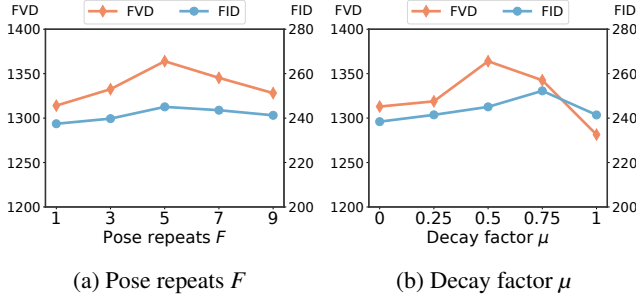 FVD FVD FID FID
1400 280
1350 260
1300 240
1250 220
1200 200
1 3 5 7 9
Pose repeats F
(a) Pose repeats F
FVD FVD FID FID
1400 280
1350 260
1300 240
1250 220
1200 200
0 0.25 0.5 0.75 1
Decay factor μ
(b) Decay factor μ